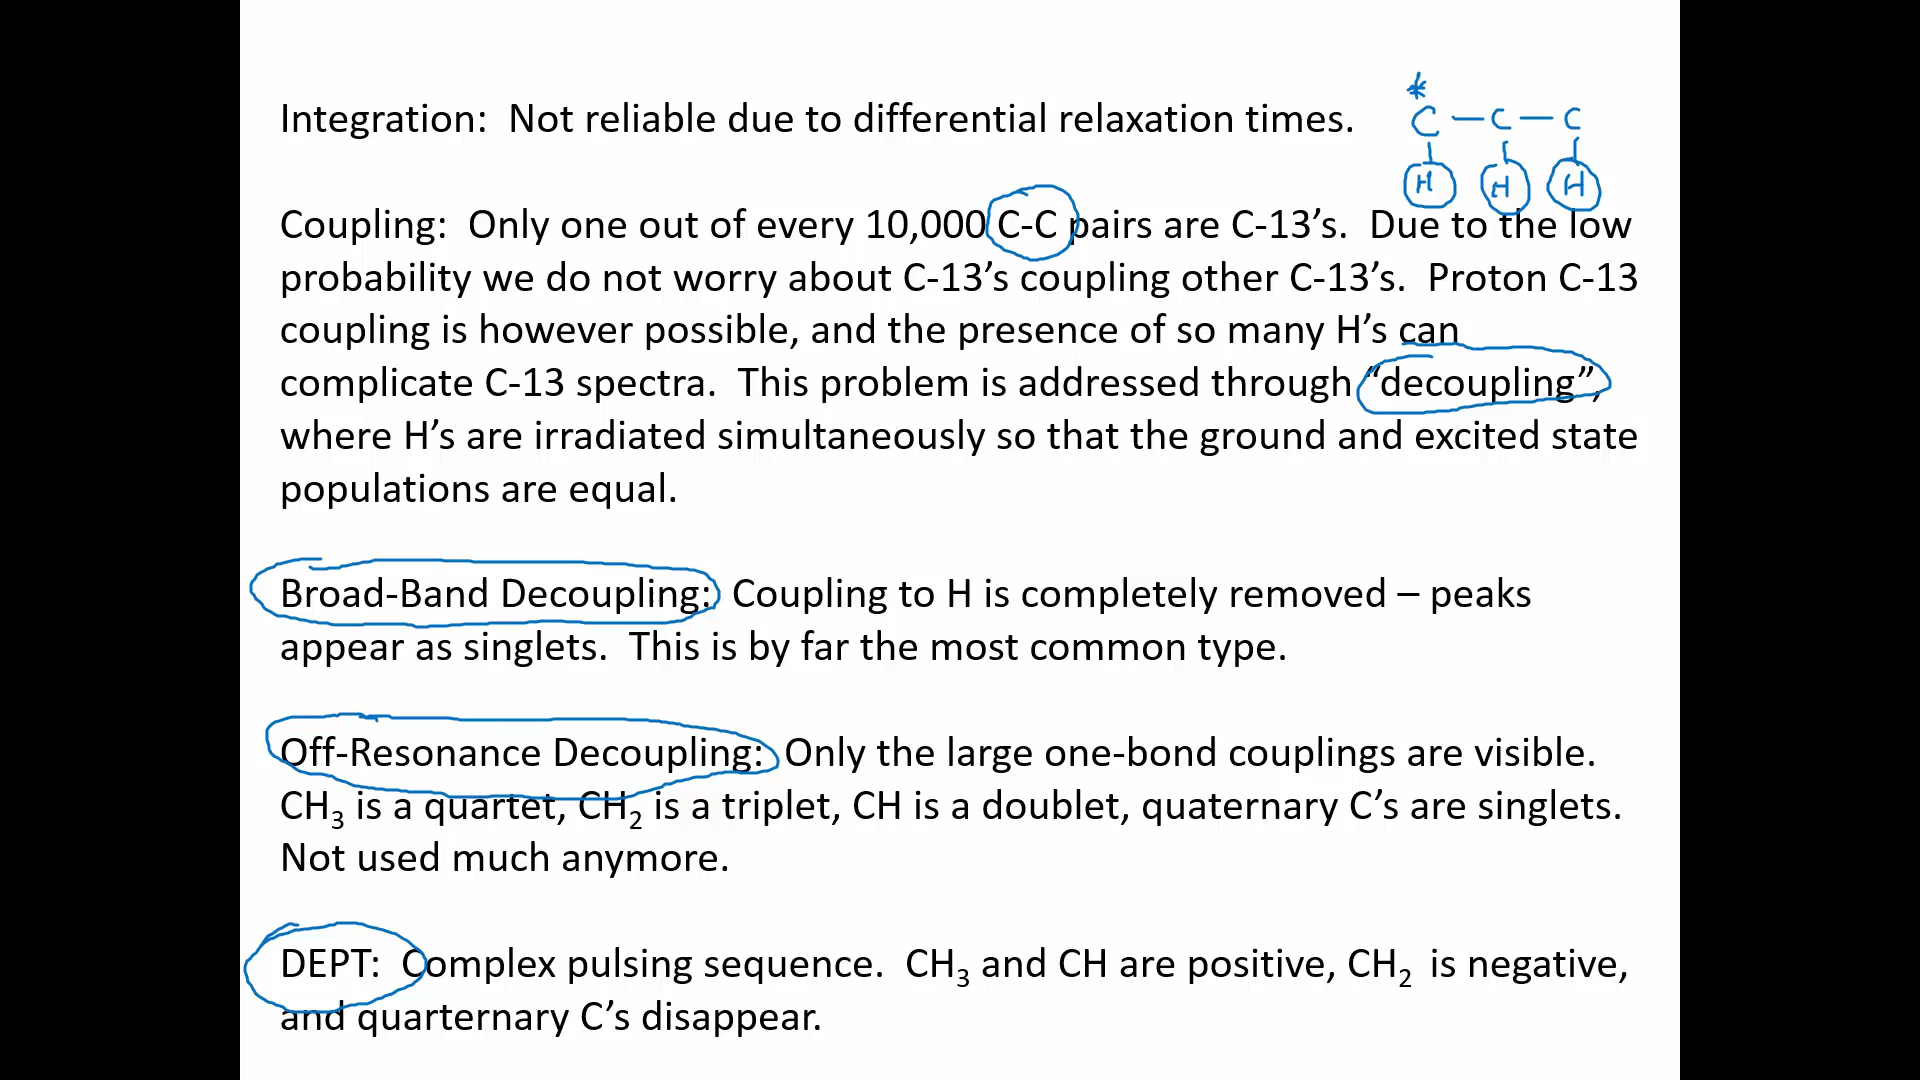 Integration:  Not reliable due to differential relaxation times.
*
C — C — C
H H H
Coupling:  Only one out of every 10,000 C-C pairs are C-13’s.  Due to the low
probability we do not worry about C-13’s coupling other C-13’s.  Proton C-13
coupling is however possible, and the presence of so many H’s can
complicate C-13 spectra.  This problem is addressed through “decoupling”,
where H’s are irradiated simultaneously so that the ground and excited state
populations are equal.
Broad-Band Decoupling:  Coupling to H is completely removed – peaks
appear as singlets.  This is by far the most common type.
Off-Resonance Decoupling:  Only the large one-bond couplings are visible.
CH₃ is a quartet, CH₂ is a triplet, CH is a doublet, quaternary C’s are singlets.
Not used much anymore.
DEPT:  Complex pulsing sequence.  CH₃ and CH are positive, CH₂ is negative,
and quarternary C’s disappear.